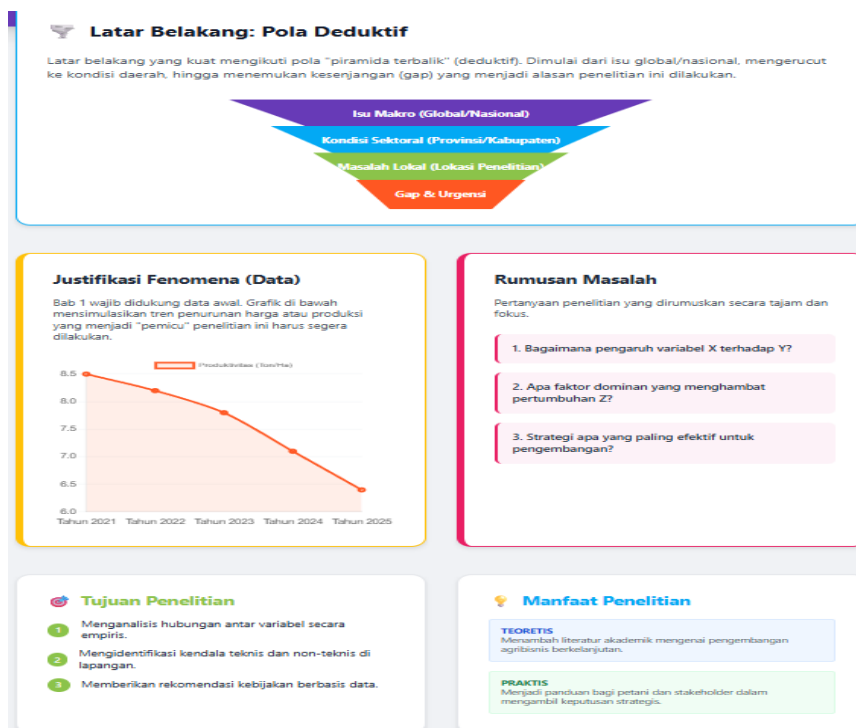 Latar Belakang: Pola Deduktif
Latar belakang yang kuat mengikuti pola "piramida terbalik" (deduktif). Dimulai dari isu global/nasional, mengerucut
ke kondisi daerah, hingga menemukan kesenjangan (gap) yang menjadi alasan penelitian ini dilakukan.
Isu Makro (Global/Nasional)
Kondisi Sektoral (Provinsi/Kabupaten)
Masalah Lokal (Lokasi Penelitian)
Gap & Urgensi
Justifikasi Fenomena (Data)
Bab 1 wajib didukung data awal. Grafik di bawah
mensimulasikan tren penurunan harga atau produksi
yang menjadi "pemicu" penelitian ini harus segera
dilakukan.
Produktivitas (Ton/Ha)
8.5
8.0
7.5
7.0
6.5
6.0
Tahun 2021 Tahun 2022 Tahun 2023 Tahun 2024 Tahun 2025
Rumusan Masalah
Pertanyaan penelitian yang dirumuskan secara tajam dan
fokus.
1. Bagaimana pengaruh variabel X terhadap Y?
2. Apa faktor dominan yang menghambat
pertumbuhan Z?
3. Strategi apa yang paling efektif untuk
pengembangan?
Tujuan Penelitian
1 Menganalisis hubungan antar variabel secara
empiris.
2 Mengidentifikasi kendala teknis dan non-teknis di
lapangan.
3 Memberikan rekomendasi kebijakan berbasis data.
Manfaat Penelitian
TEORETIS
Menambah literatur akademik mengenai pengembangan
agribisnis berkelanjutan.
PRAKTIS
Menjadi panduan bagi petani dan stakeholder dalam
mengambil keputusan strategis.